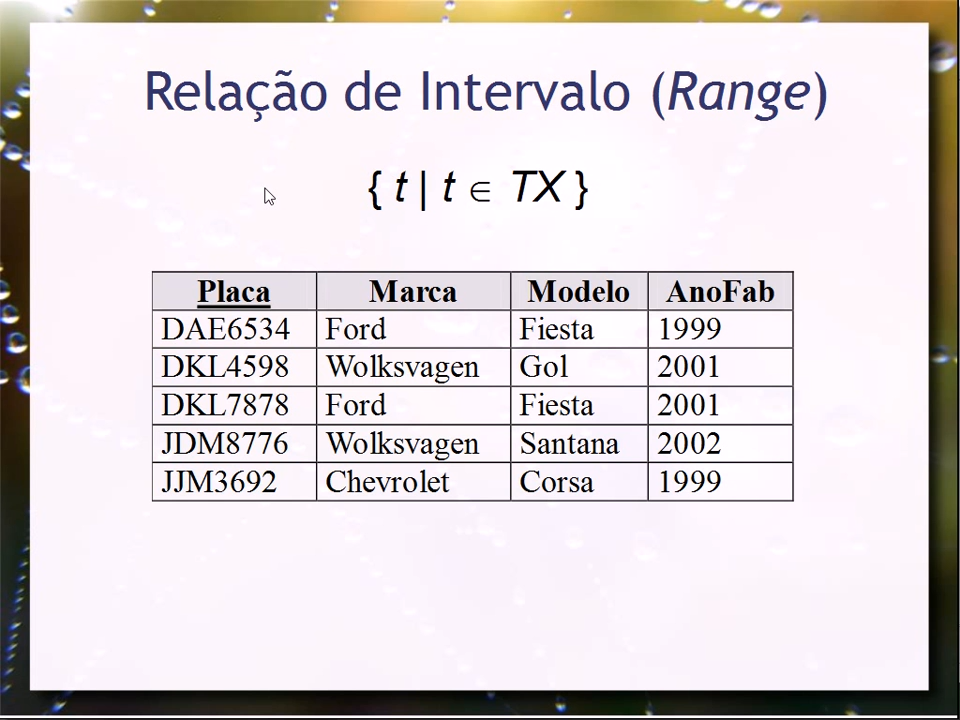 Relação de Intervalo (Range)
{ t | t ∈ TX }
Placa Marca Modelo AnoFab
DAE6534 Ford Fiesta 1999
DKL4598 Wolksvagen Gol 2001
DKL7878 Ford Fiesta 2001
JDM8776 Wolksvagen Santana 2002
JJM3692 Chevrolet Corsa 1999